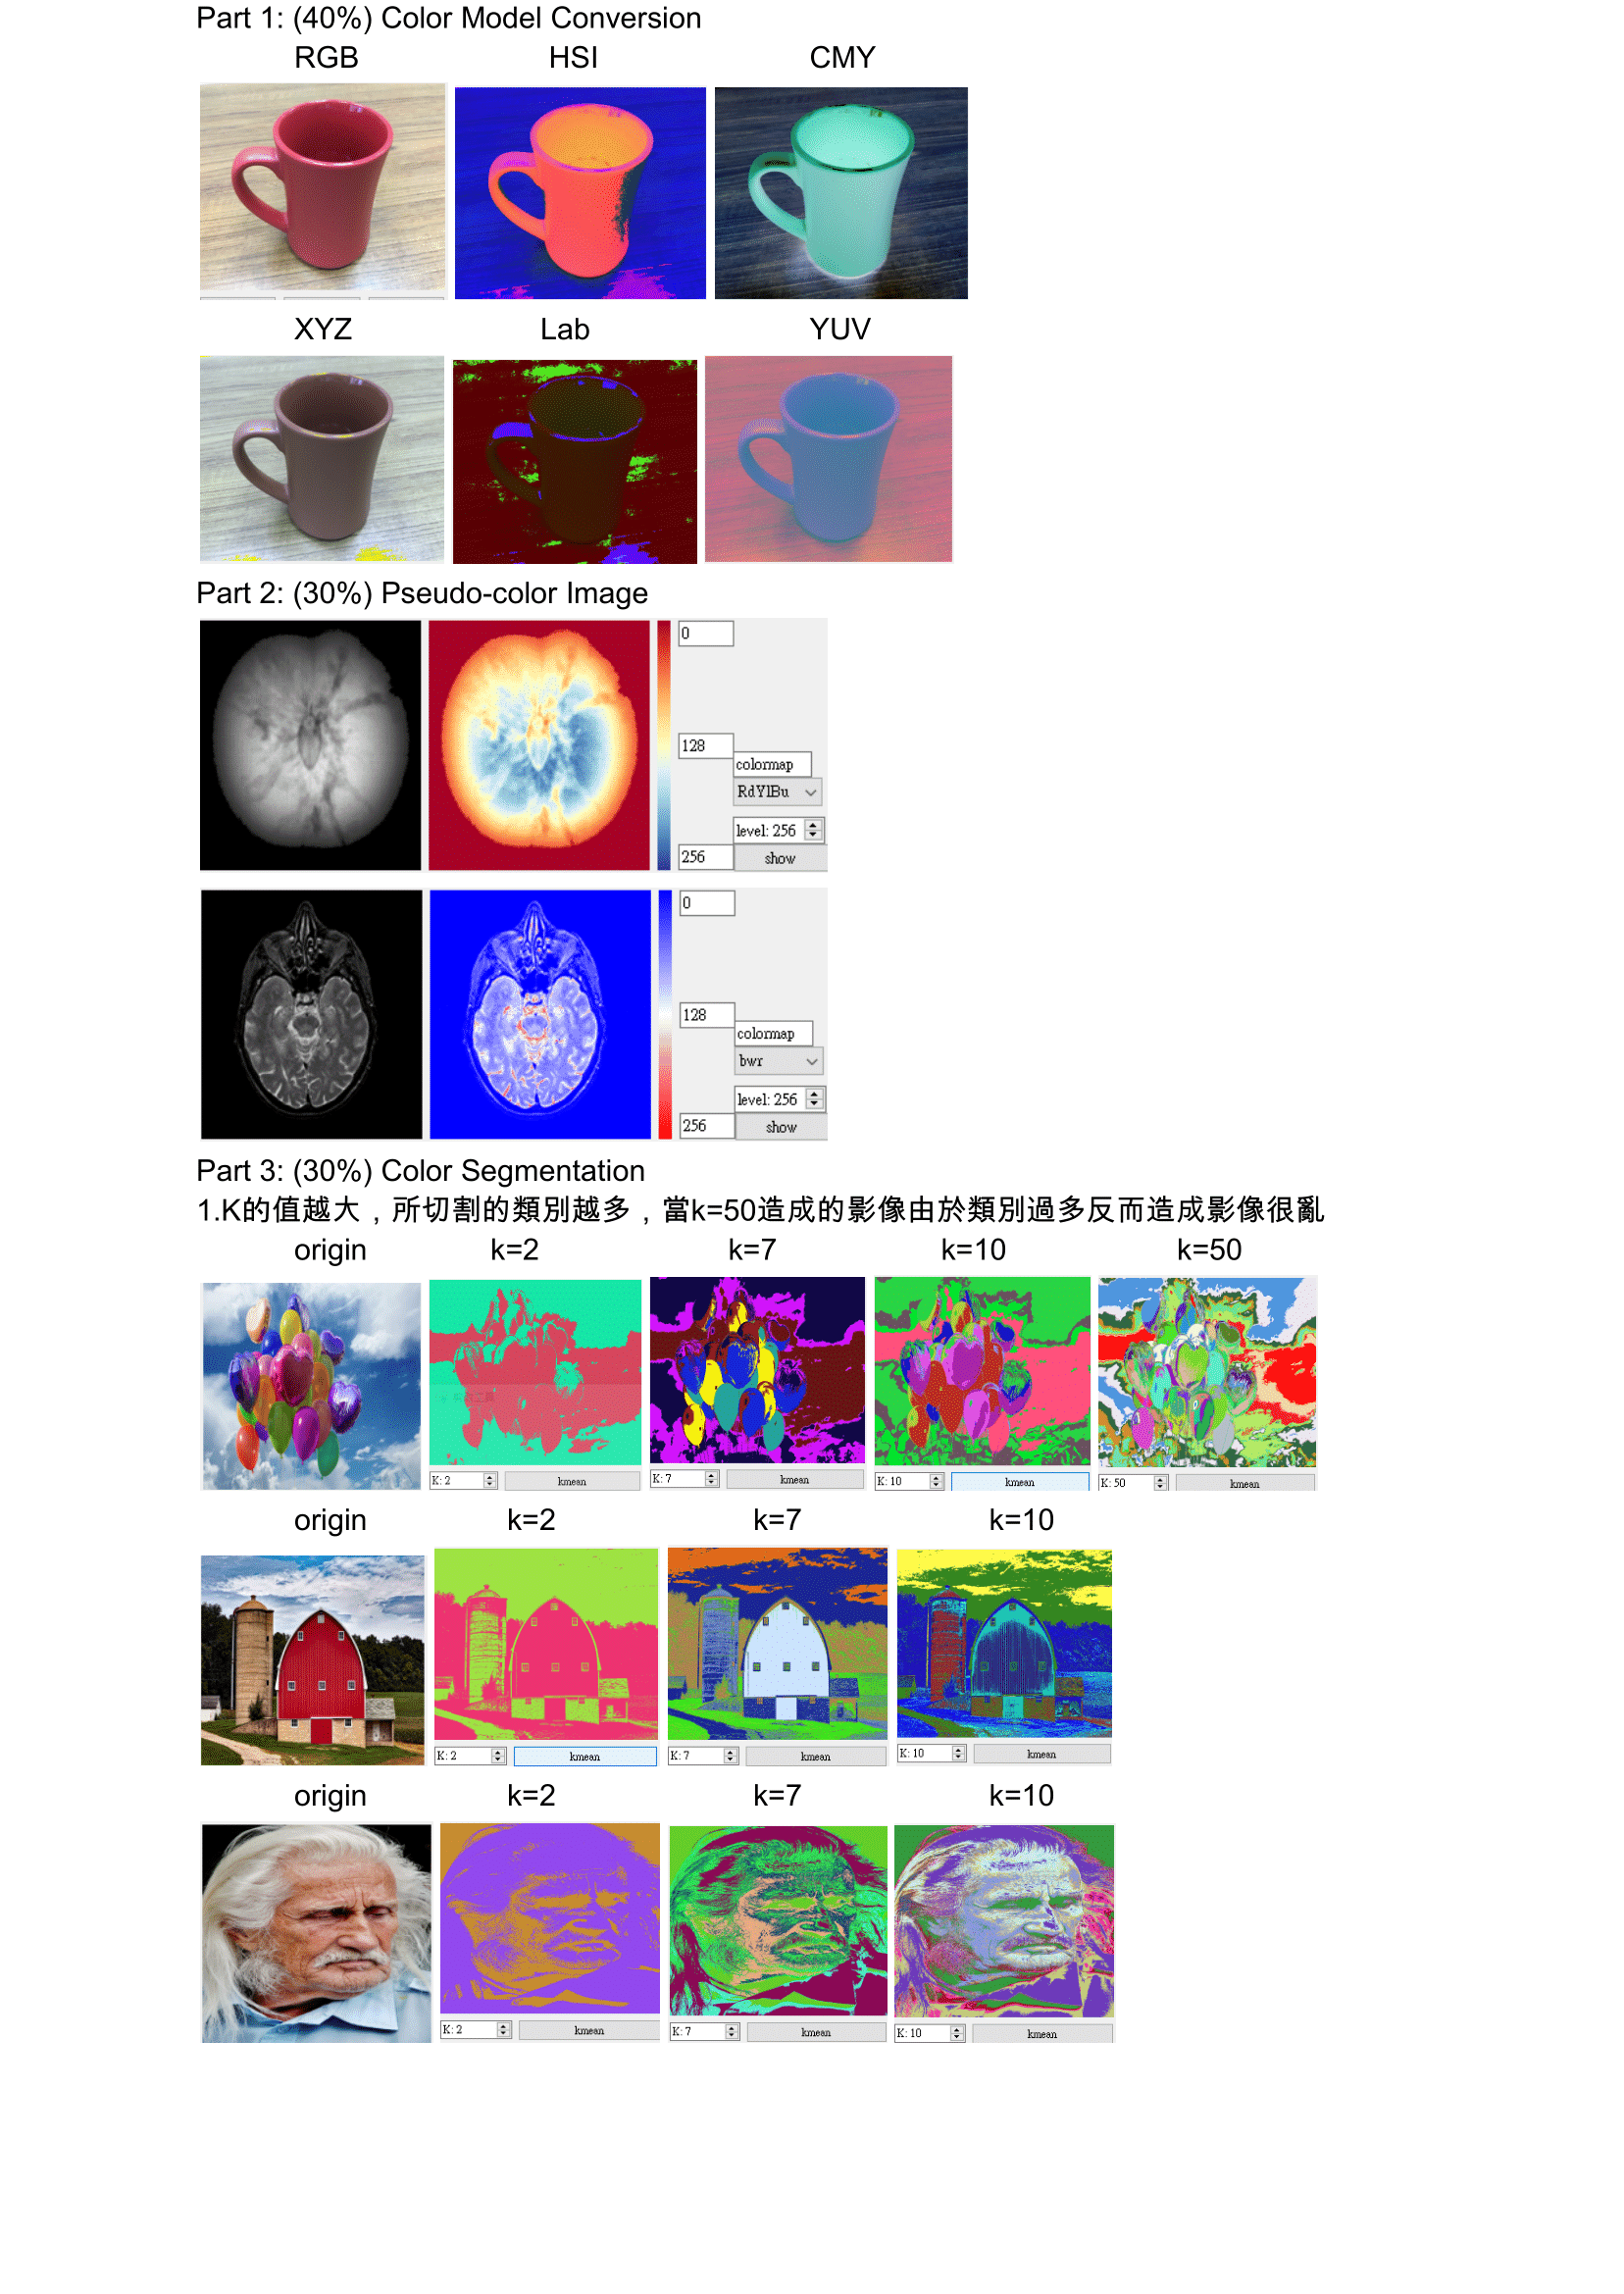 Part 1: (40%) Color Model Conversion
RGB HSI CMY
XYZ Lab YUV
Part 2: (30%) Pseudo-color Image
0
128
colormap
RdYlBu
level: 256
256 show
0
128
colormap
bwr
level: 256
256 show
Part 3: (30%) Color Segmentation
1.K的值越大，所切割的類別越多，當k=50造成的影像由於類別過多反而造成影像很亂
origin k=2 k=7 k=10 k=50
K: 2 kmean K: 7 kmean K: 10 kmean K: 50 kmean
origin k=2 k=7 k=10
K: 2 kmean K: 7 kmean K: 10 kmean
origin k=2 k=7 k=10
K: 2 kmean K: 7 kmean K: 10 kmean